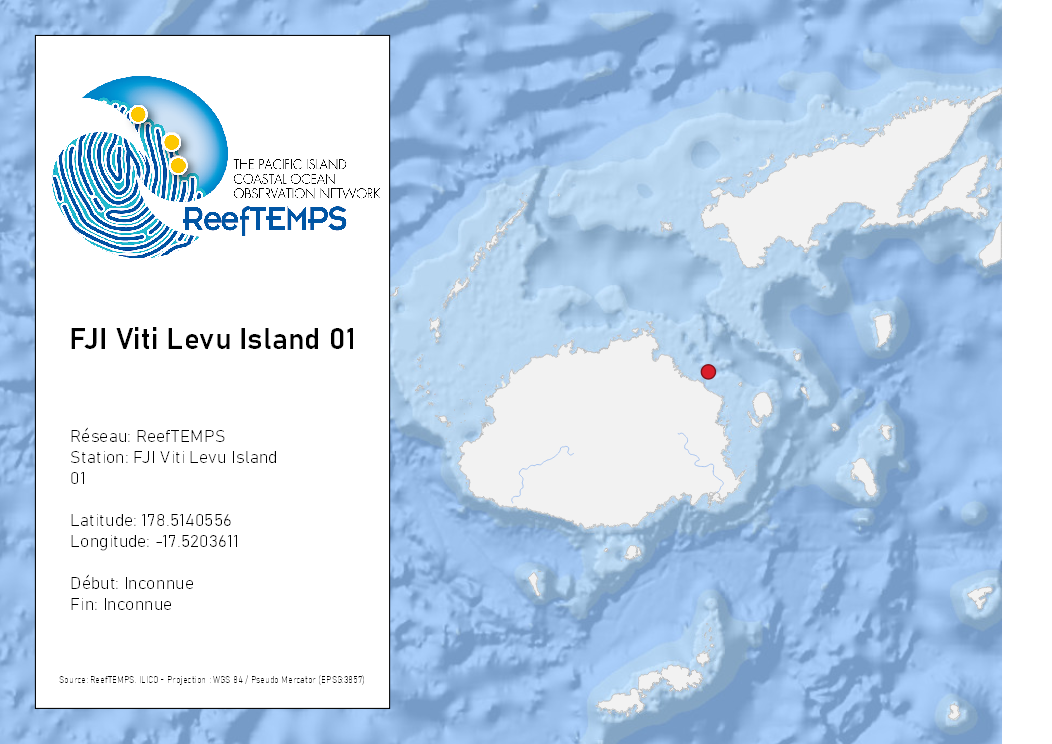 THE PACIFIC ISLAND
COASTAL OCEAN
OBSERVATION NETWORK
ReefTEMPS
FJI Viti Levu Island 01
Réseau: ReefTEMPS
Station: FJI Viti Levu Island
01
Latitude: 178.5140556
Longitude: -17.5203611
Début: Inconnue
Fin: Inconnue
Source: ReefTEMPS, ILICO - Projection : WGS 84 / Pseudo Mercator (EPSG:3857)